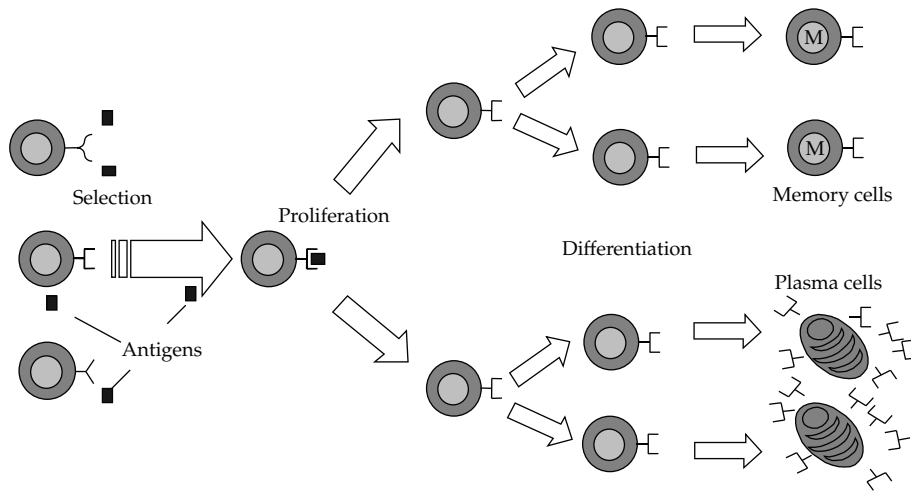 M
M
Selection
Memory cells
Proliferation
Differentiation
Plasma cells
Antigens